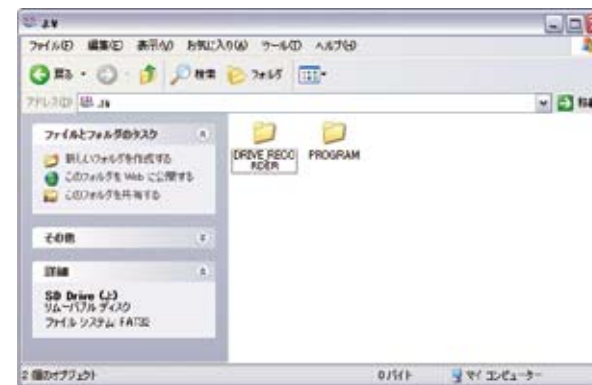 J:¥
ファイル(F) 編集(E) 表示(V) お気に入り(A) ツール(T) ヘルプ(H)
戻る 検索 フォルダ
アドレス(D) J:¥
ファイルとフォルダのタスク
新しいフォルダを作成する
このフォルダを Web に公開する
このフォルダを共有する
DRIVE_RECO
RDER
PROGRAM
その他
詳細
SD Drive (J:)
リムーバブル ディスク
ファイル システム: FAT32
2 個のオブジェクト 0 バイト マイ コンピューター